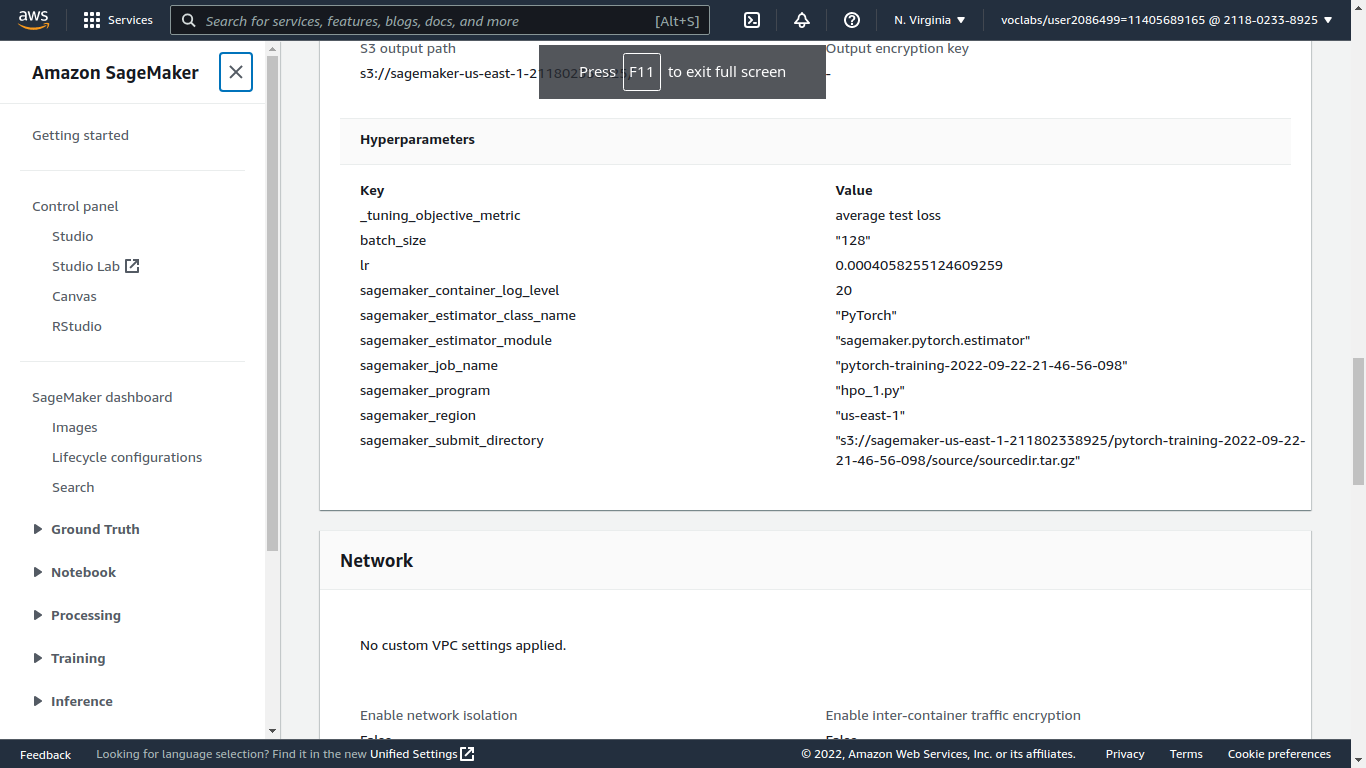 aws
Services
Search for services, features, blogs, docs, and more
[Alt+S]
N. Virginia
voclabs/user2086499=11405689165 @ 2118-0233-8925
Amazon SageMaker
Getting started
Control panel
Studio
Studio Lab
Canvas
RStudio
SageMaker dashboard
Images
Lifecycle configurations
Search
Ground Truth
Notebook
Processing
Training
Inference
S3 output path
Output encryption key
s3://sagemaker-us-east-1-211802338925/
-
Press F11 to exit full screen
Hyperparameters
Key Value
_tuning_objective_metric average test loss
batch_size "128"
lr 0.0004058255124609259
sagemaker_container_log_level 20
sagemaker_estimator_class_name "PyTorch"
sagemaker_estimator_module "sagemaker.pytorch.estimator"
sagemaker_job_name "pytorch-training-2022-09-22-21-46-56-098"
sagemaker_program "hpo_1.py"
sagemaker_region "us-east-1"
sagemaker_submit_directory "s3://sagemaker-us-east-1-211802338925/pytorch-training-2022-09-22-
21-46-56-098/source/sourcedir.tar.gz"
Network
No custom VPC settings applied.
Enable network isolation Enable inter-container traffic encryption
False False
Feedback
Looking for language selection? Find it in the new Unified Settings
© 2022, Amazon Web Services, Inc. or its affiliates.
Privacy Terms Cookie preferences